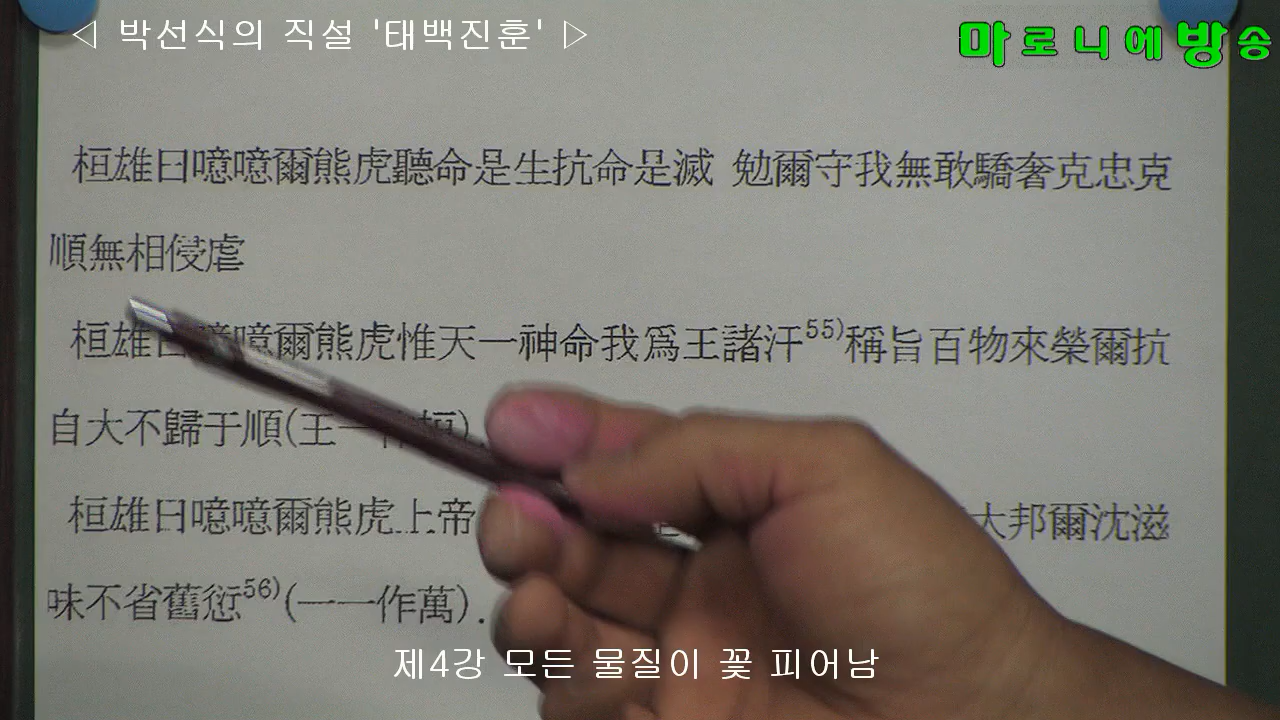 ◁ 박선식의 직설 '태백진훈' ▷
마로니에방송
桓雄曰噫噫爾熊虎聽命是生抗命是滅 勉爾守我無敢驕奢克忠克
順無相侵虐
桓雄曰噫噫爾熊虎惟天一神命我爲王諸汗55)稱旨百物來榮爾抗
自大不歸于順(王一作桓).
桓雄曰噫噫爾熊虎上帝 大邦爾沈滋
味不省舊愆56)(一一作萬).
제4강 모든 물질이 꽃 피어남